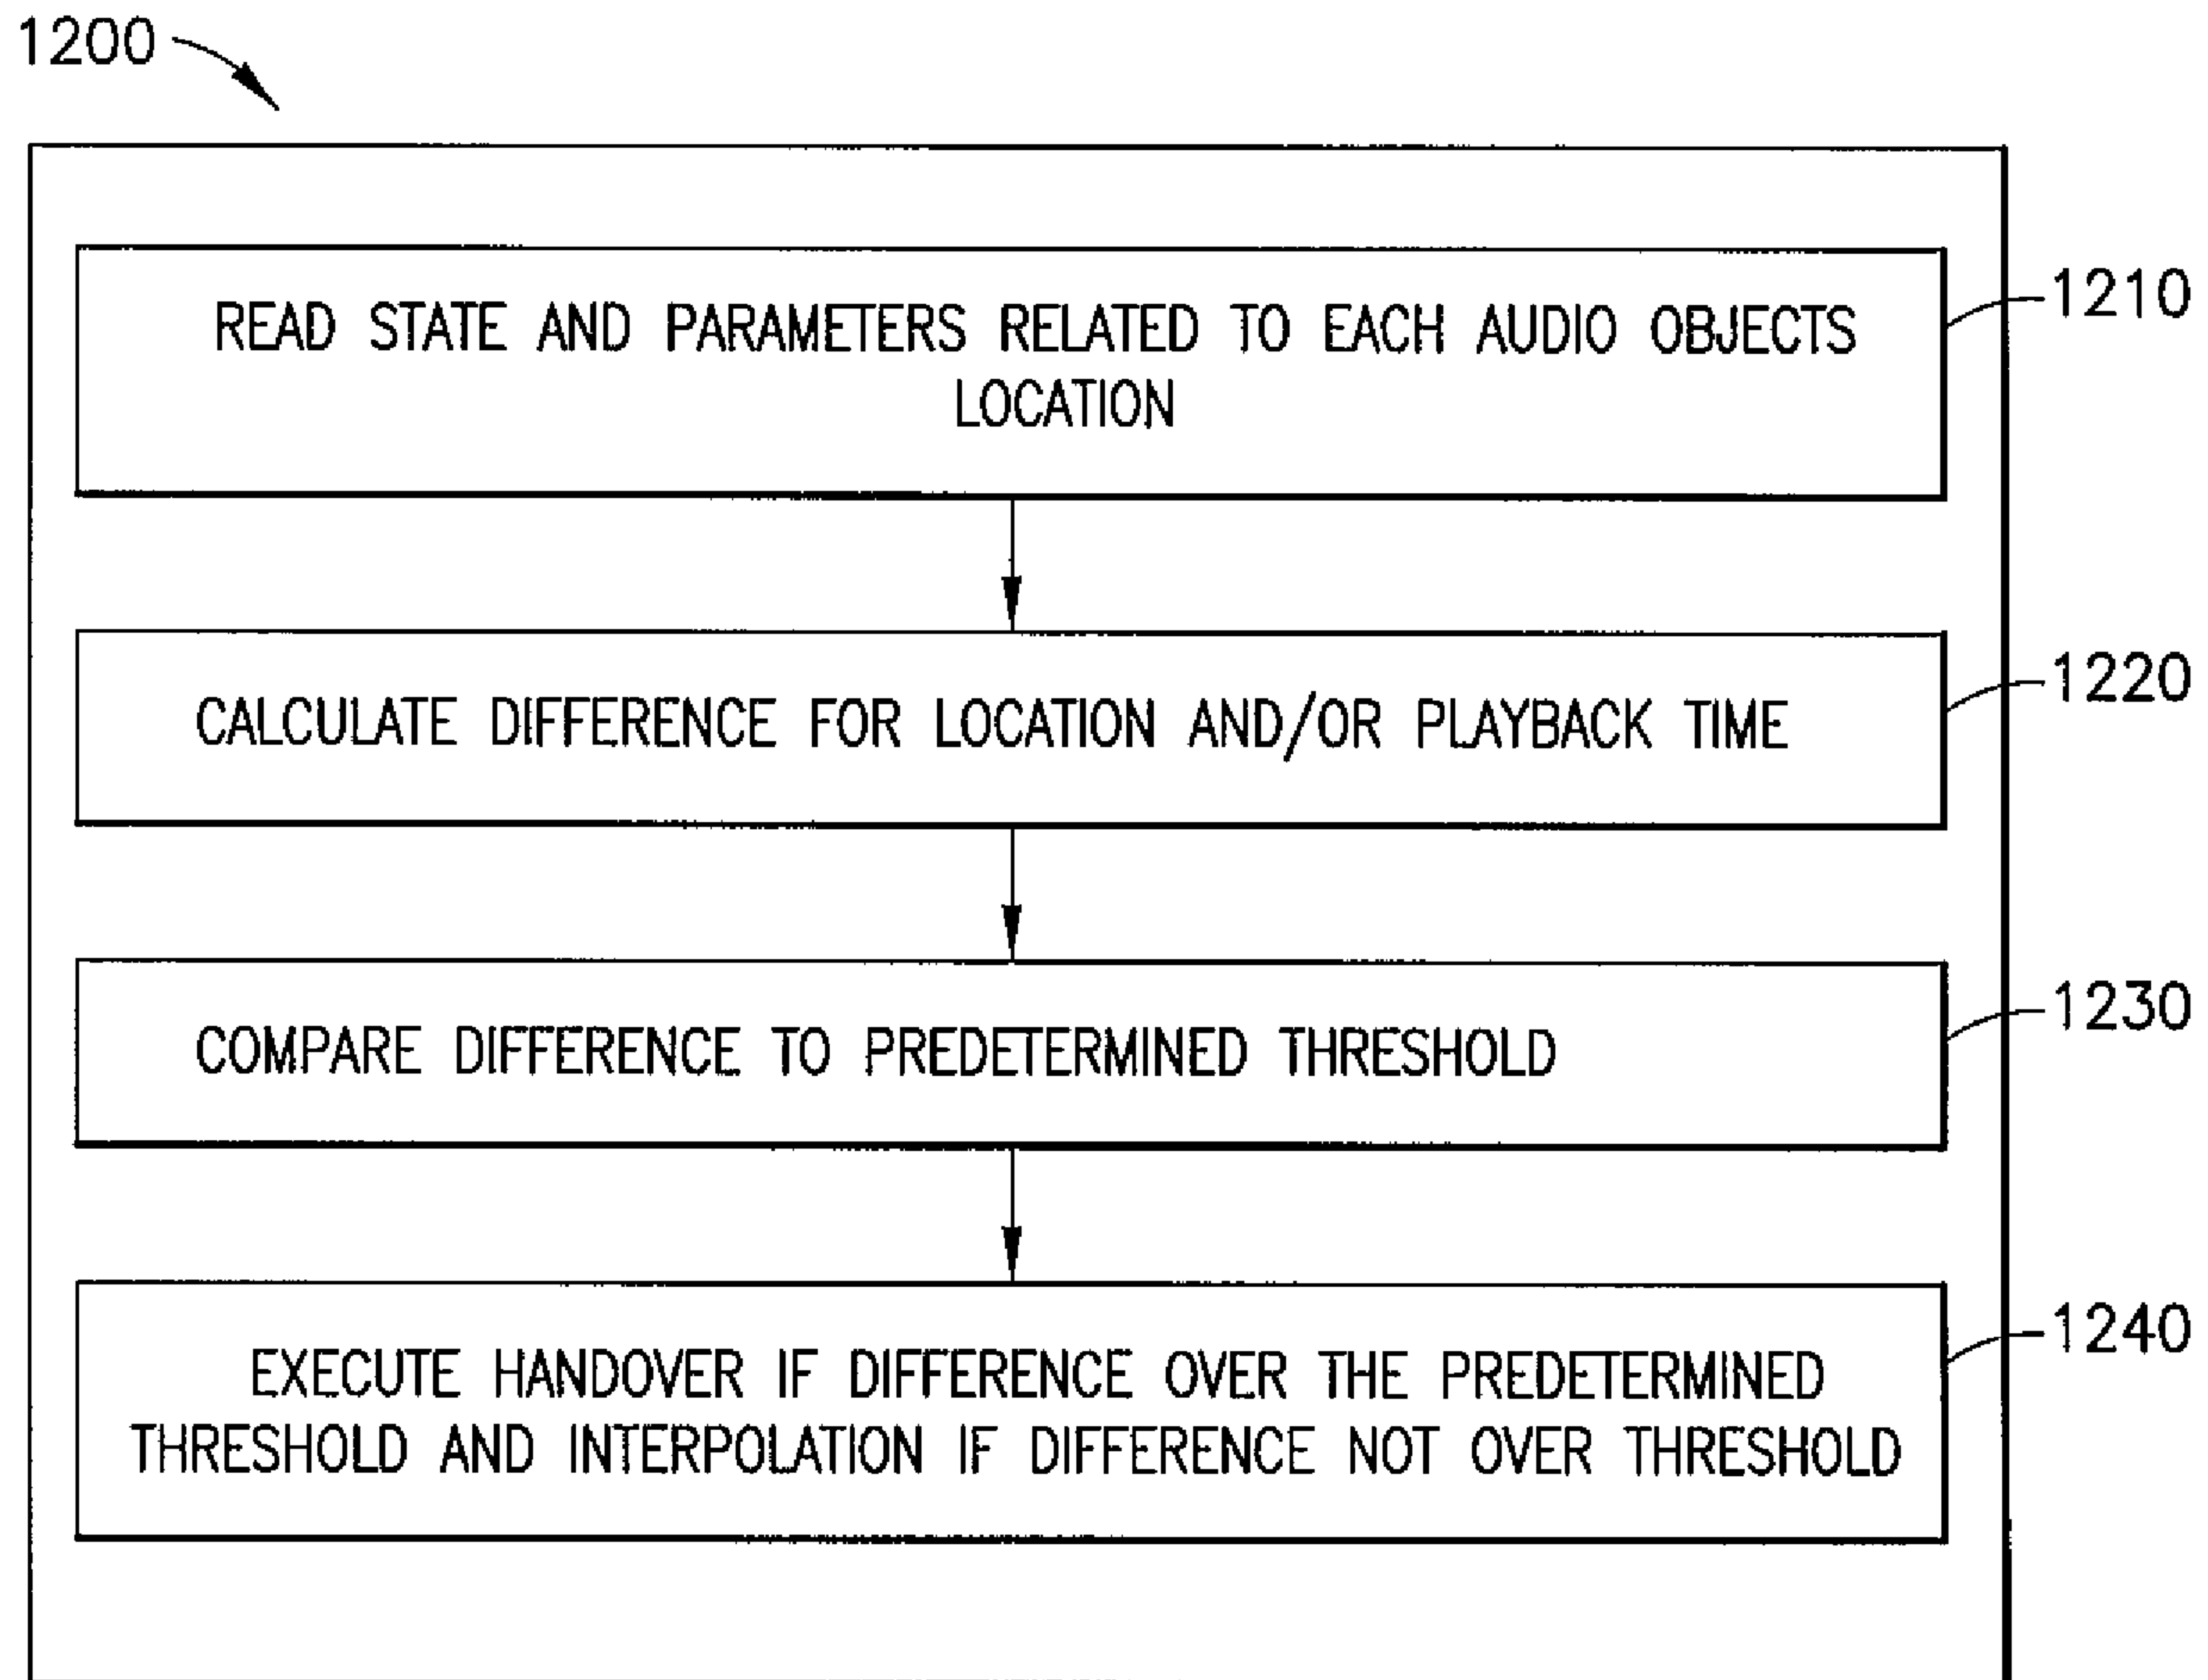 1200
READ STATE AND PARAMETERS RELATED TO EACH AUDIO OBJECTS
LOCATION
1210
CALCULATE DIFFERENCE FOR LOCATION AND/OR PLAYBACK TIME
1220
COMPARE DIFFERENCE TO PREDETERMINED THRESHOLD
1230
EXECUTE HANDOVER IF DIFFERENCE OVER THE PREDETERMINED
THRESHOLD AND INTERPOLATION IF DIFFERENCE NOT OVER THRESHOLD
1240